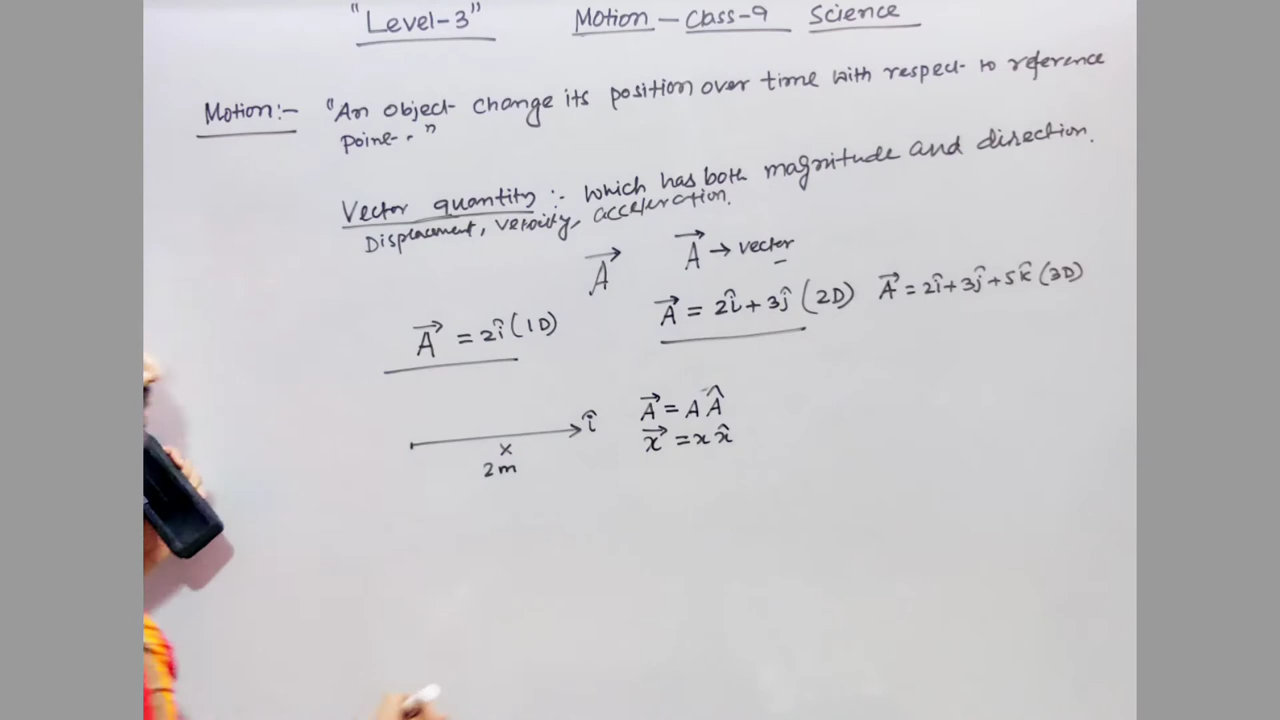 "Level-3" Motion - Class-9 Science
Motion:- "An object change its position over time with respect to reference
point."
Vector quantity :- which has both magnitude and direction.
Displacement, velocity, acceleration.
A⃗ A⃗ → vector
A⃗ = 2î (1D) A⃗ = 2î + 3ĵ (2D) A⃗ = 2î + 3ĵ + 5k̂ (3D)
î A⃗ = A Â
x x⃗ = x x̂
2m